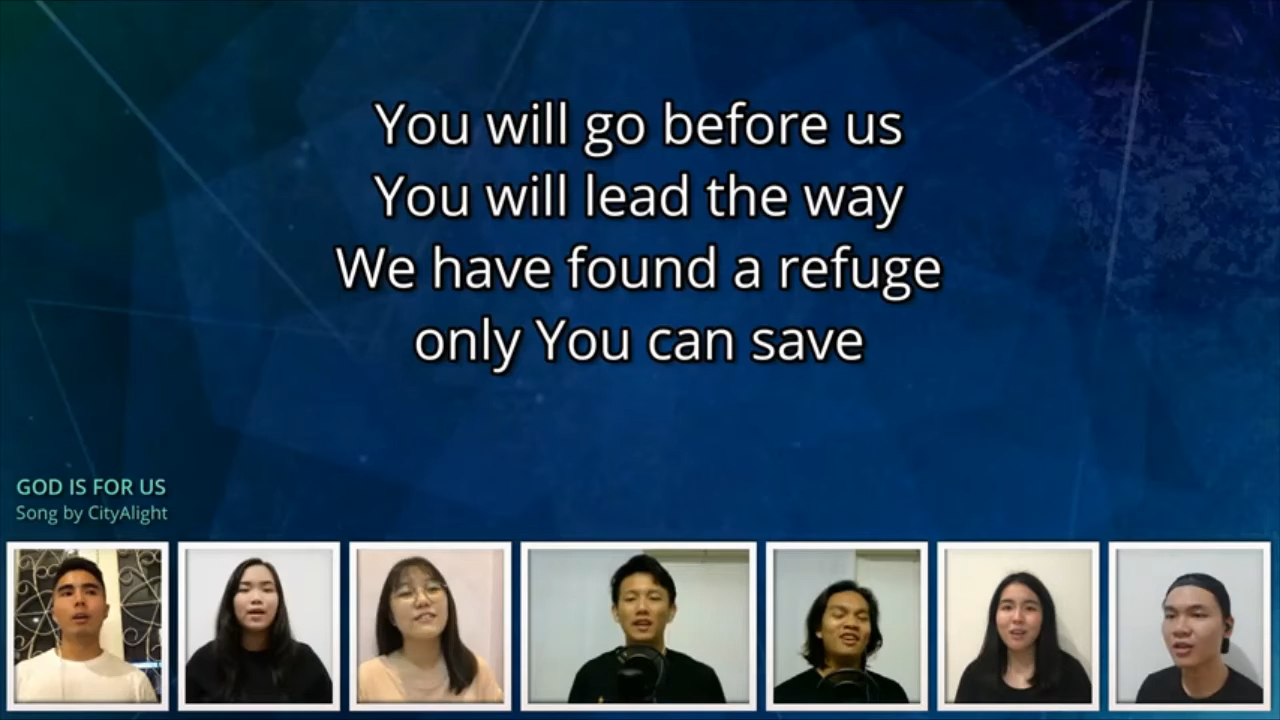 You will go before us
You will lead the way
We have found a refuge
only You can save
GOD IS FOR US
Song by CityAlight